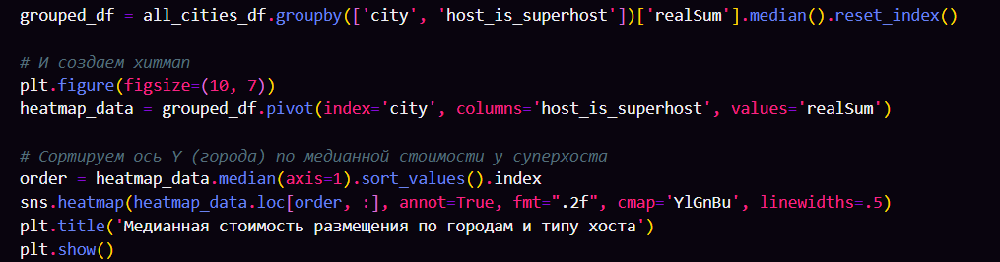 grouped_df = all_cities_df.groupby(['city', 'host_is_superhost'])['realSum'].median().reset_index()
# И создаем хитмап
plt.figure(figsize=(10, 7))
heatmap_data = grouped_df.pivot(index='city', columns='host_is_superhost', values='realSum')
# Сортируем ось Y (города) по медианной стоимости у суперхоста
order = heatmap_data.median(axis=1).sort_values().index
sns.heatmap(heatmap_data.loc[order, :], annot=True, fmt=".2f", cmap='YlGnBu', linewidths=.5)
plt.title('Медианная стоимость размещения по городам и типу хоста')
plt.show()